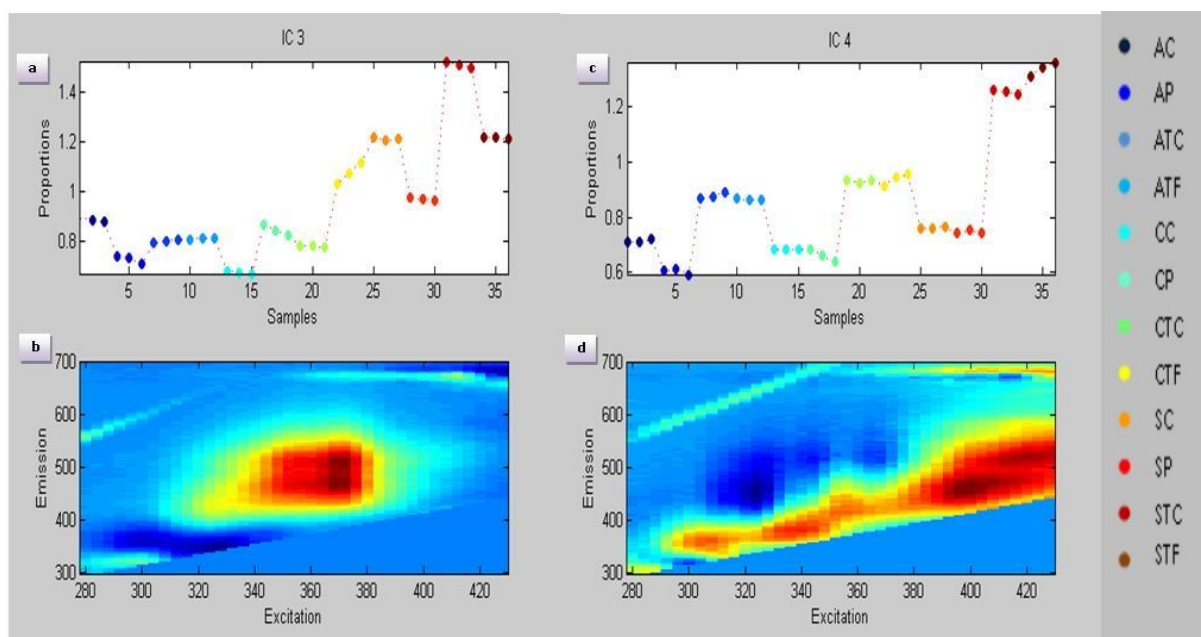 IC 3
a
1.4
1.2
1
0.8
Proportions
5 10 15 20 25 30 35
Samples
b
700
600
500
400
300
Emission
280 300 320 340 360 380 400 420
Excitation
IC 4
c
1.2
1
0.8
0.6
Proportions
5 10 15 20 25 30 35
Samples
d
700
600
500
400
300
Emission
280 300 320 340 360 380 400 420
Excitation
AC
AP
ATC
ATF
CC
CP
CTC
CTF
SC
SP
STC
STF